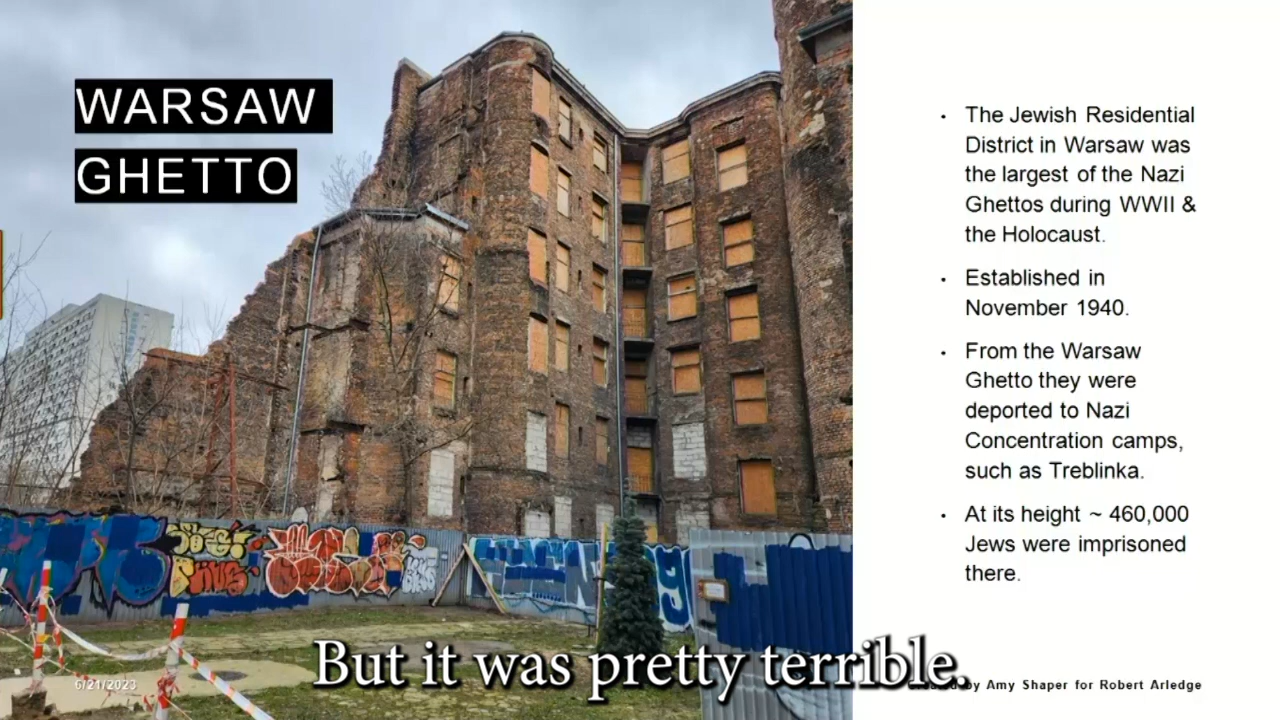 WARSAW
GHETTO
• The Jewish Residential
District in Warsaw was
the largest of the Nazi
Ghettos during WWII &
the Holocaust.
• Established in
November 1940.
• From the Warsaw
Ghetto they were
deported to Nazi
Concentration camps,
such as Treblinka.
• At its height ~ 460,000
Jews were imprisoned
there.
But it was pretty terrible.
6/21/2023
by Amy Shaper for Robert Arledge